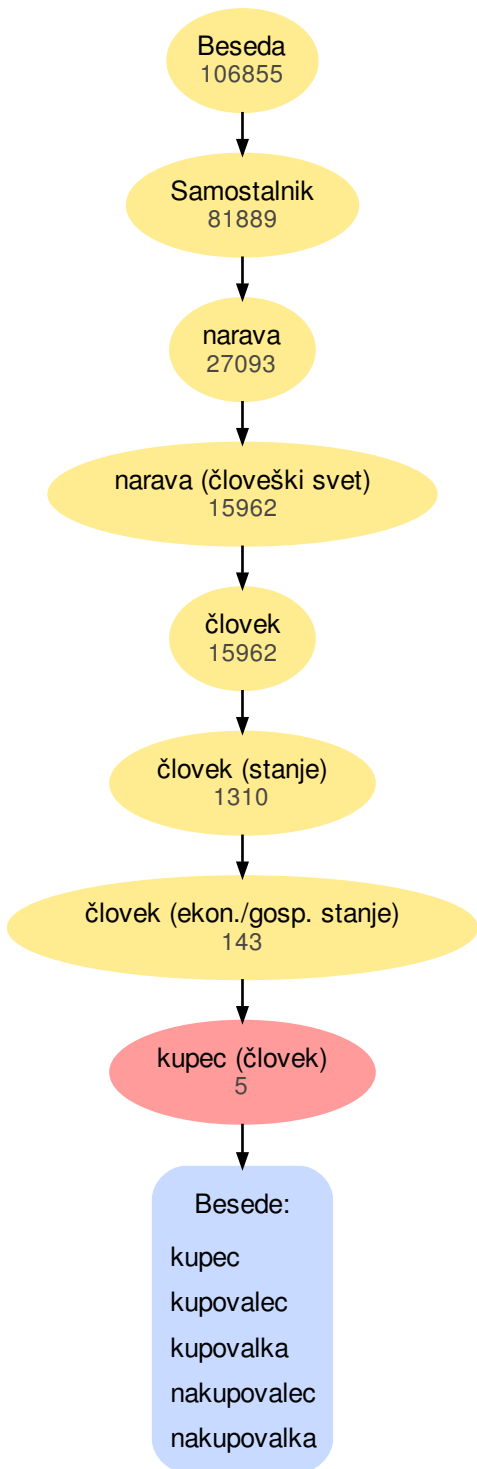 Beseda
106855
Samostalnik
81889
narava
27093
narava (človeški svet)
15962
človek
15962
človek (stanje)
1310
človek (ekon./gosp. stanje)
143
kupec (človek)
5
Besede:
kupec
kupovalec
kupovalka
nakupovalec
nakupovalka